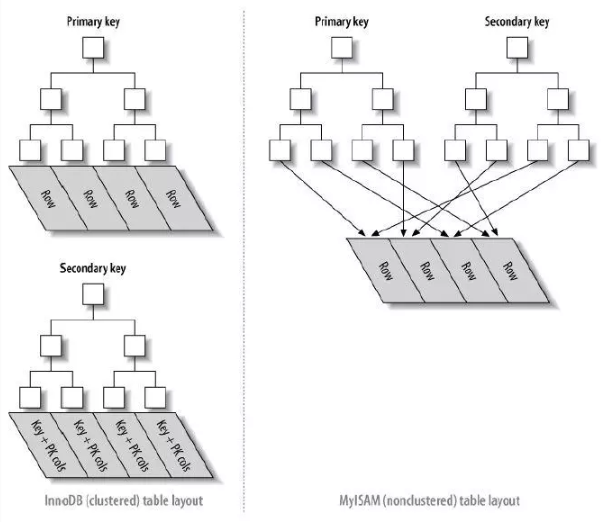 Primary key
Row
Row
Row
Row
Secondary key
Key + PK cols
Key + PK cols
Key + PK cols
Key + PK cols
InnoDB (clustered) table layout
Primary key
Secondary key
Row
Row
Row
Row
MyISAM (nonclustered) table layout